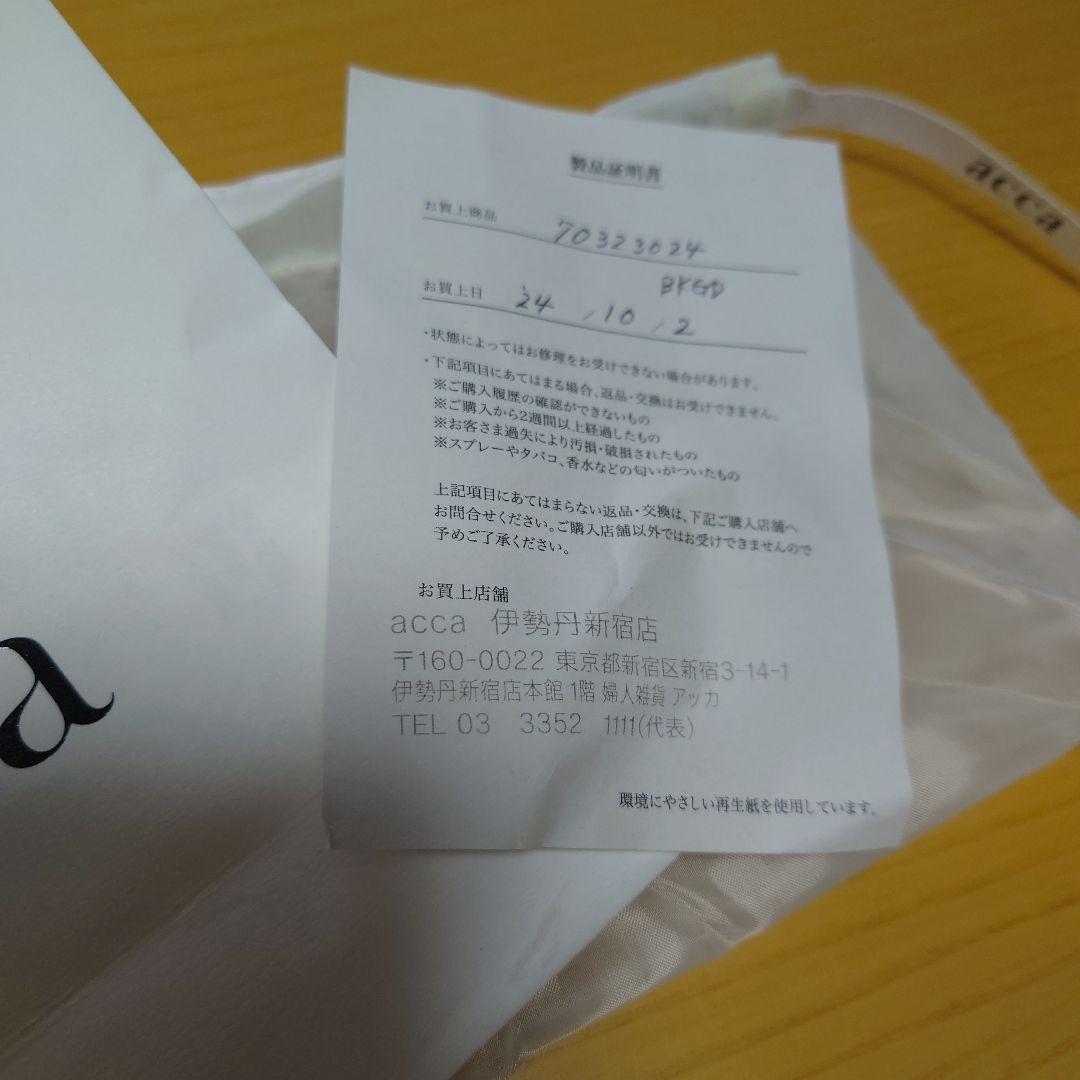 acca
製品証明書
お買上商品 70323024
BKGD
お買上日 '24 / 10 / 2
・状態によってはお修理をお受けできない場合があります。
・下記項目にあてはまる場合、返品・交換はお受けできません。
※ご購入履歴の確認ができないもの
※ご購入から2週間以上経過したもの
※お客さま過失により汚損・破損されたもの
※スプレーやタバコ、香水などの匂いがついたもの
上記項目にあてはまらない返品・交換は、下記ご購入店舗へ
お問合せください。ご購入店舗以外ではお受けできませんので
予めご了承ください。
お買上店舗
acca 伊勢丹新宿店
〒160-0022 東京都新宿区新宿3-14-1
伊勢丹新宿店本館 1階 婦人雑貨 アッカ
TEL 03 3352 1111(代表)
環境にやさしい再生紙を使用しています。
a